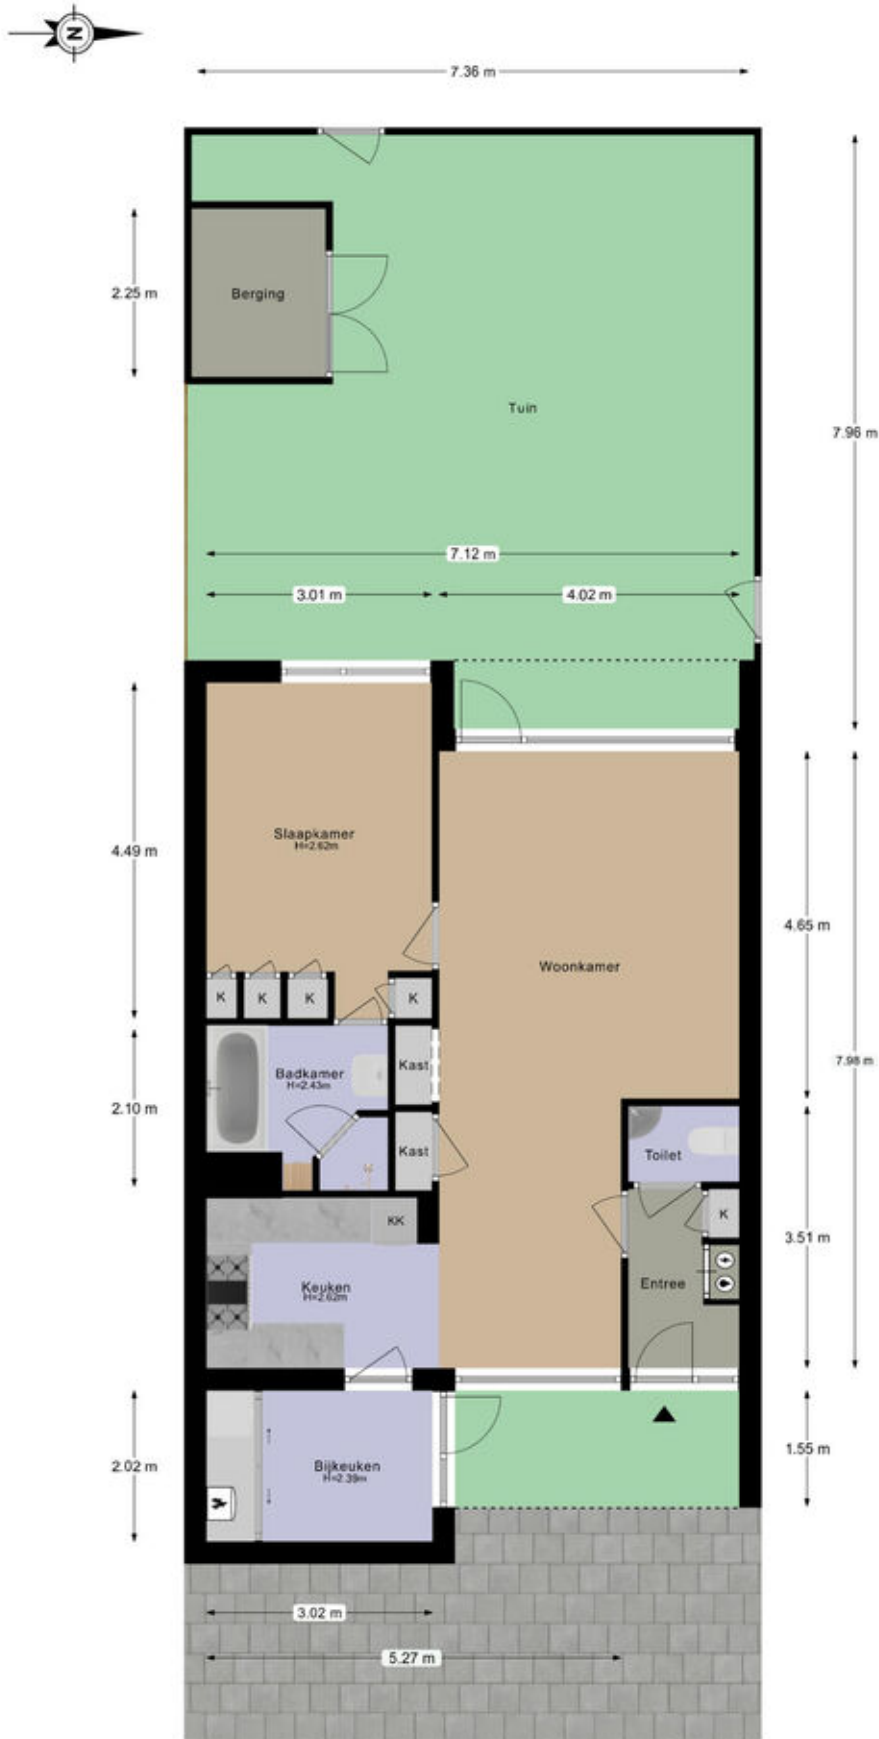 N
7.36 m
2.25 m
Berging
Tuin
7.96 m
7.12 m
3.01 m
4.02 m
4.49 m
Slaapkamer
H=2.62m
4.65 m
Woonkamer
K
K
K
K
7.98 m
Badkamer
H=2.43m
Kast
2.10 m
Kast
Toilet
KK
K
3.51 m
Keuken
H=2.62m
Entree
2.02 m
Bijkeuken
H=2.39m
1.55 m
3.02 m
5.27 m